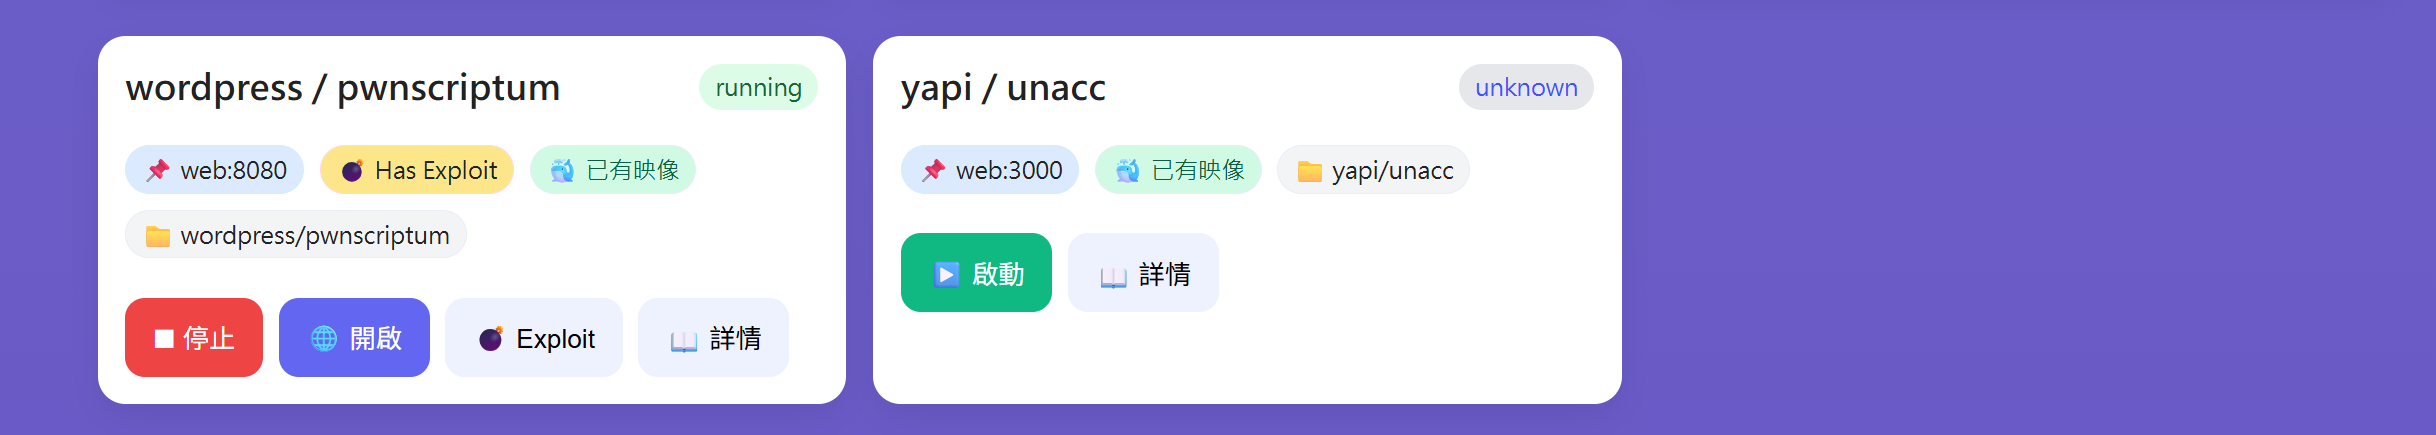 wordpress / pwnscriptum
running
web:8080
Has Exploit
已有映像
wordpress/pwnscriptum
停止
開啟
Exploit
詳情
yapi / unacc
unknown
web:3000
已有映像
yapi/unacc
啟動
詳情